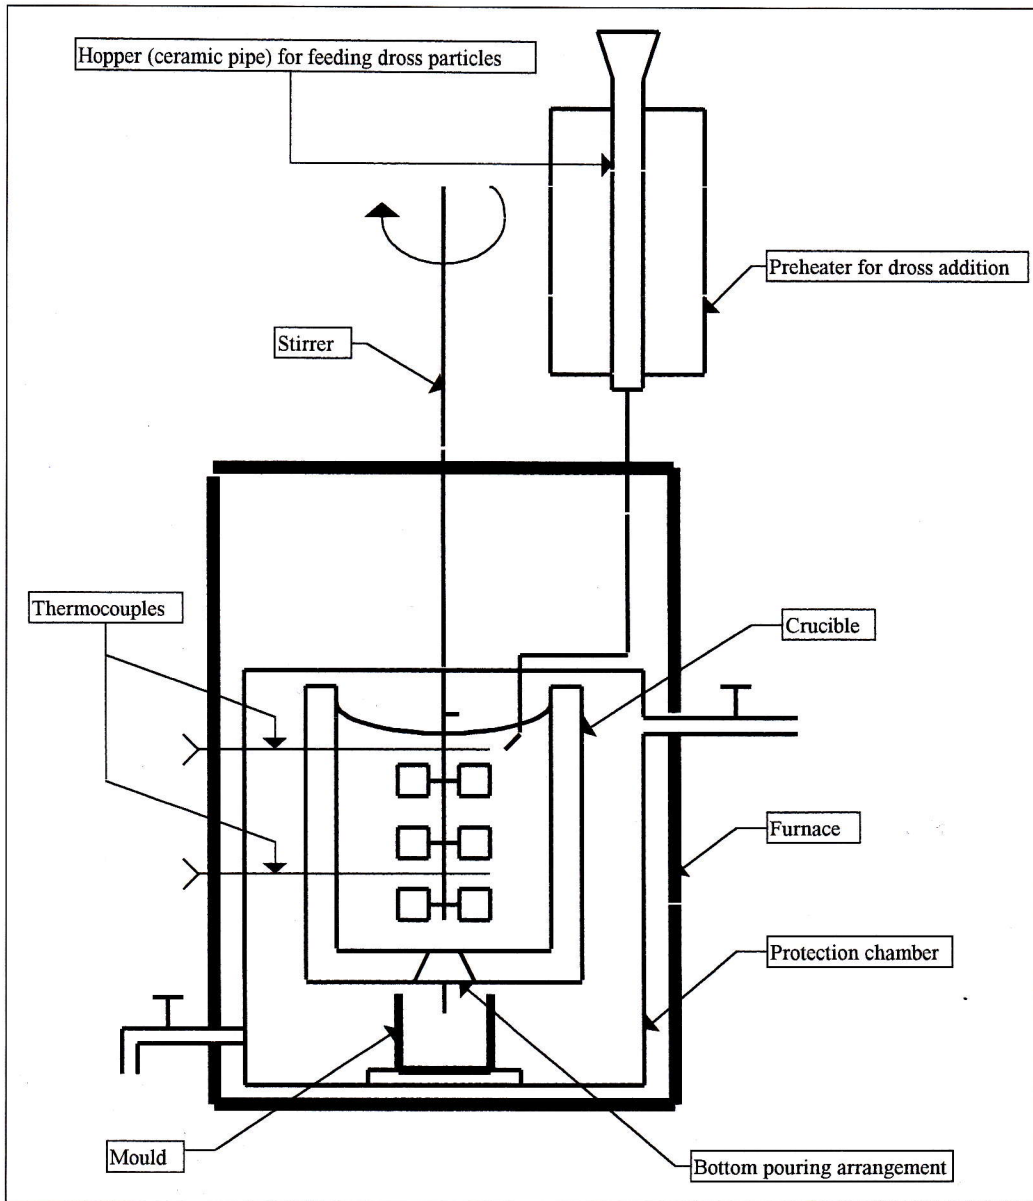 Hopper (ceramic pipe) for feeding dross particles
Preheater for dross addition
Stirrer
Thermocouples
Crucible
Furnace
Protection chamber
Mould
Bottom pouring arrangement